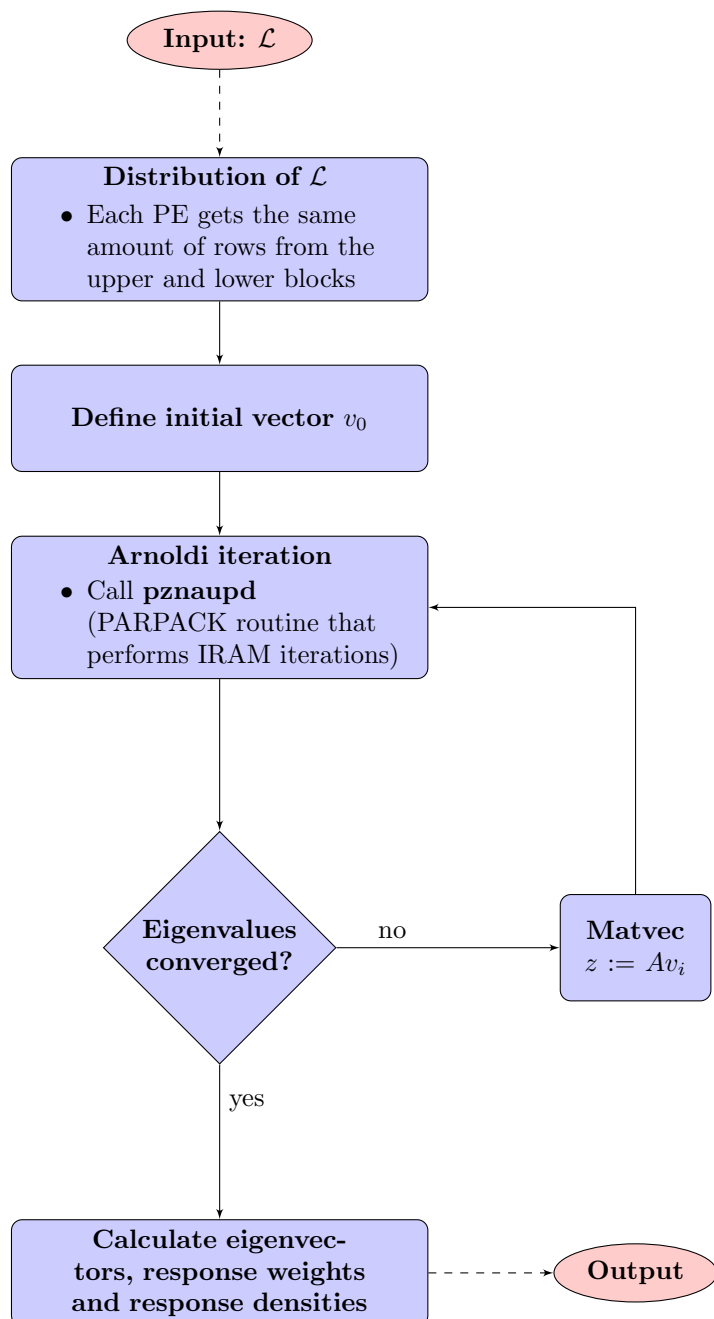 Input: ℒ
Distribution of ℒ
• Each PE gets the same
amount of rows from the
upper and lower blocks
Define initial vector v₀
Arnoldi iteration
• Call pznaupd
(PARPACK routine that
performs IRAM iterations)
Eigenvalues
converged?
no
Matvec
z := Avᵢ
yes
Calculate eigenvec-
tors, response weights
and response densities
Output